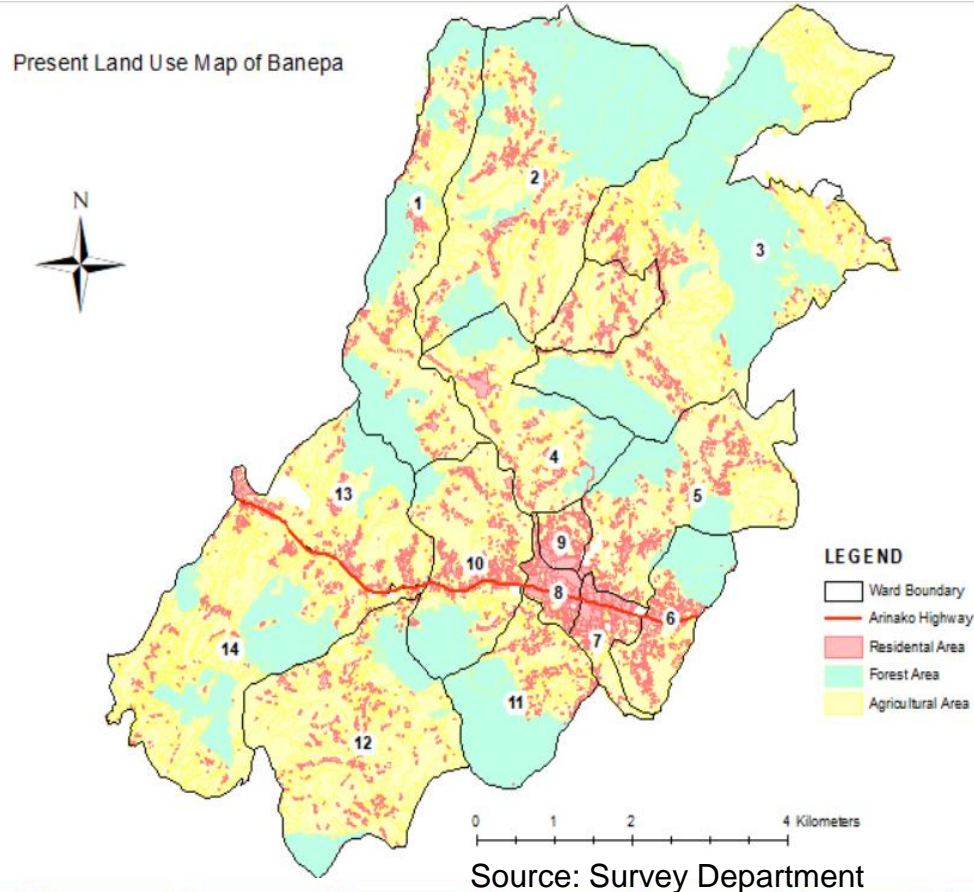 Present Land Use Map of Banepa
N
1
2
3
4
5
13
9
10
8
6
7
14
11
12
LEGEND
Ward Boundary
Arinako Highway
Residental Area
Forest Area
Agricultural Area
0 1 2 4 Kilometers
Source: Survey Department